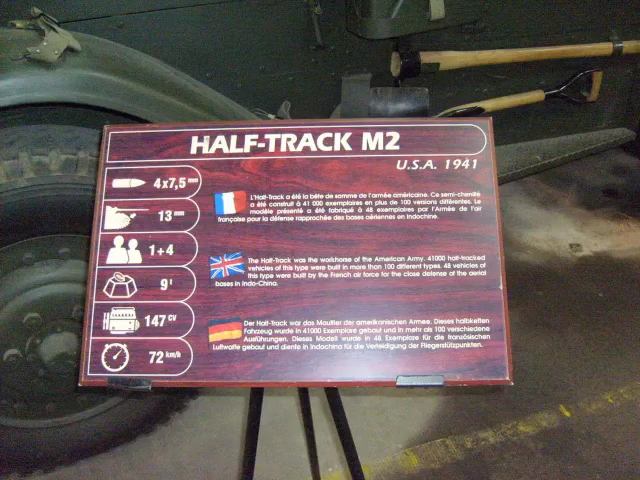 HALF-TRACK M2
U.S.A. 1941
4x7,5 mm
13 mm
1+4
9 t
147 CV
72 km/h
L'Half-Track a été la bête de somme de l'armée américaine. Ce semi-chenillé
a été construit à 41 000 exemplaires en plus de 100 versions différentes. Le
modèle présenté a été fabriqué à 48 exemplaires par l'Armée de l'air
française pour la défense rapprochée des bases aériennes en Indochine.
The Half-Track was the workshorse of the American Army. 41000 half-tracked
vehicles of this type were built in more than 100 different types. 48 vehicles of
this type were built by the French air force for the close defense of the aerial
bases in Indo-China.
Der Half-Track war das Maultier der amerikanischen Armee. Dieses halbketten
Fahrzeug wurde in 41000 Exemplare gebaut und in mehr als 100 verschiedene
Ausführungen. Dieses Modell wurde in 48 Exemplare für die französischen
Luftwaffe gebaut und diente in Indochina für die Verteidigung der Fliegerstützpunkten.